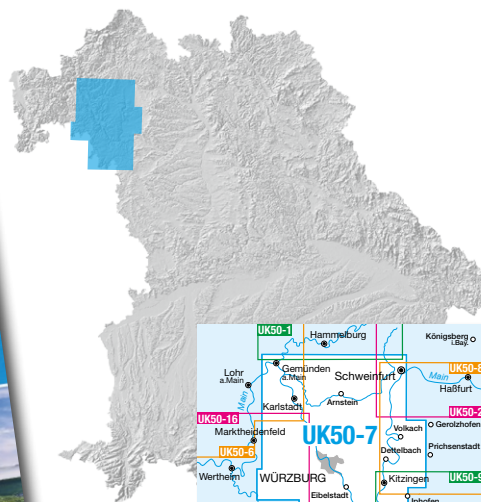 UK50-1
Hammelburg
Königsberg
i.Bay.
Lohr
a.Main
Gemünden
a.Main
Schweinfurt
UK50-8
Main
Haßfurt
Main
Karlstadt
Arnstein
UK50-16
UK50-2
Marktheidenfeld
UK50-7
Volkach
Gerolzhofen
UK50-6
Dettelbach
Prichsenstadt
Wertheim
WÜRZBURG
Kitzingen
UK50-9
Eibelstadt
Iphofen